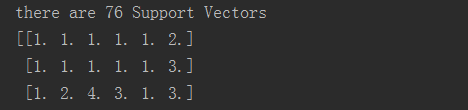 there are 76 Support Vectors
[[1. 1. 1. 1. 1. 2.]
[1. 1. 1. 1. 1. 3.]
[1. 2. 4. 3. 1. 3.]